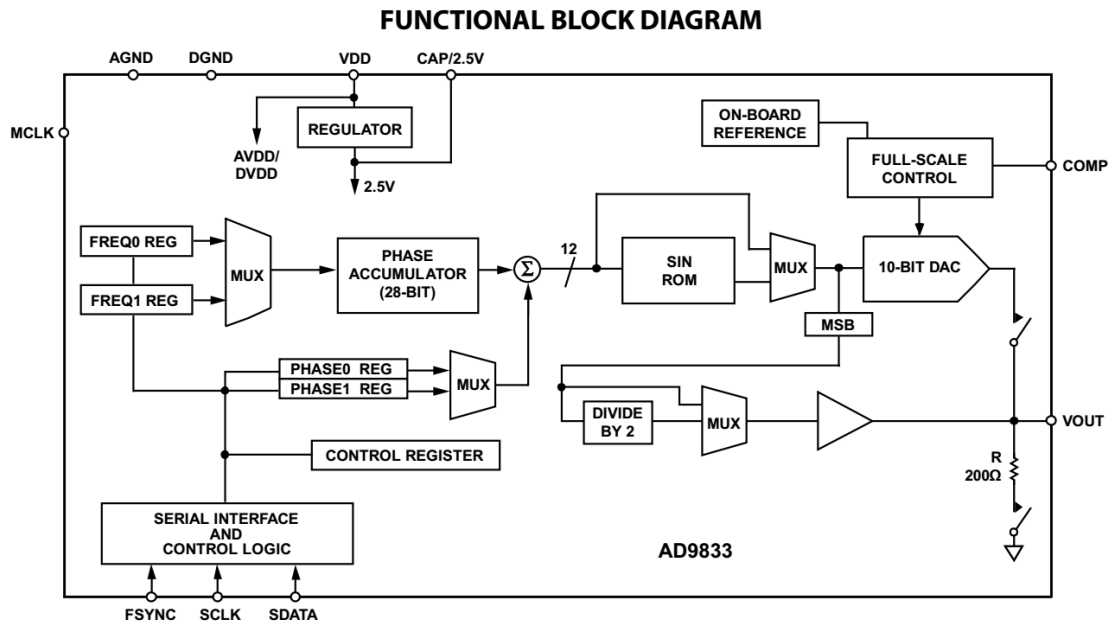 FUNCTIONAL BLOCK DIAGRAM
AGND
DGND
VDD
CAP/2.5V
MCLK
AVDD/
DVDD
REGULATOR
2.5V
ON-BOARD
REFERENCE
FULL-SCALE
CONTROL
COMP
FREQ0 REG
FREQ1 REG
MUX
PHASE
ACCUMULATOR
(28-BIT)
Σ
12
SIN
ROM
MUX
10-BIT DAC
MSB
PHASE0 REG
PHASE1 REG
MUX
DIVIDE
BY 2
MUX
VOUT
R
200Ω
CONTROL REGISTER
SERIAL INTERFACE
AND
CONTROL LOGIC
AD9833
FSYNC
SCLK
SDATA